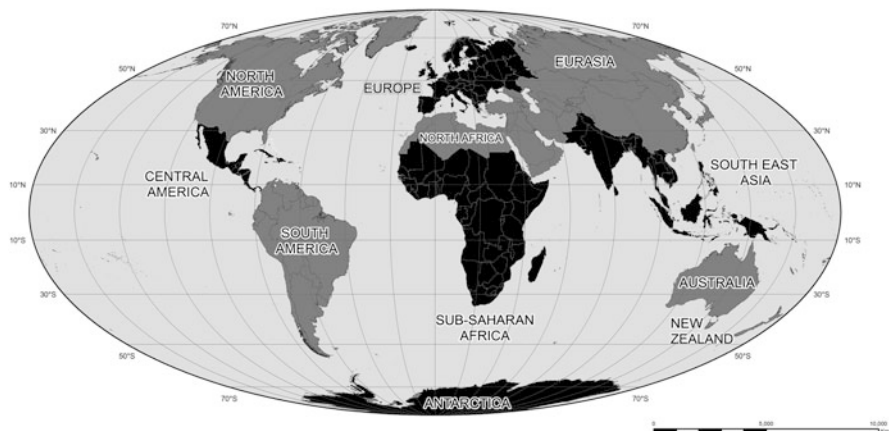 70°N
70°N
NORTH
AMERICA
EURASIA
50°N
50°N
EUROPE
30°N
30°N
NORTH AFRICA
SOUTH EAST
ASIA
CENTRAL
AMERICA
10°N
10°N
SOUTH
AMERICA
10°S
10°S
AUSTRALIA
30°S
30°S
SUB-SAHARAN
AFRICA
NEW
ZEALAND
50°S
50°S
70°S
70°S
ANTARCTICA
0
5,000
10,000